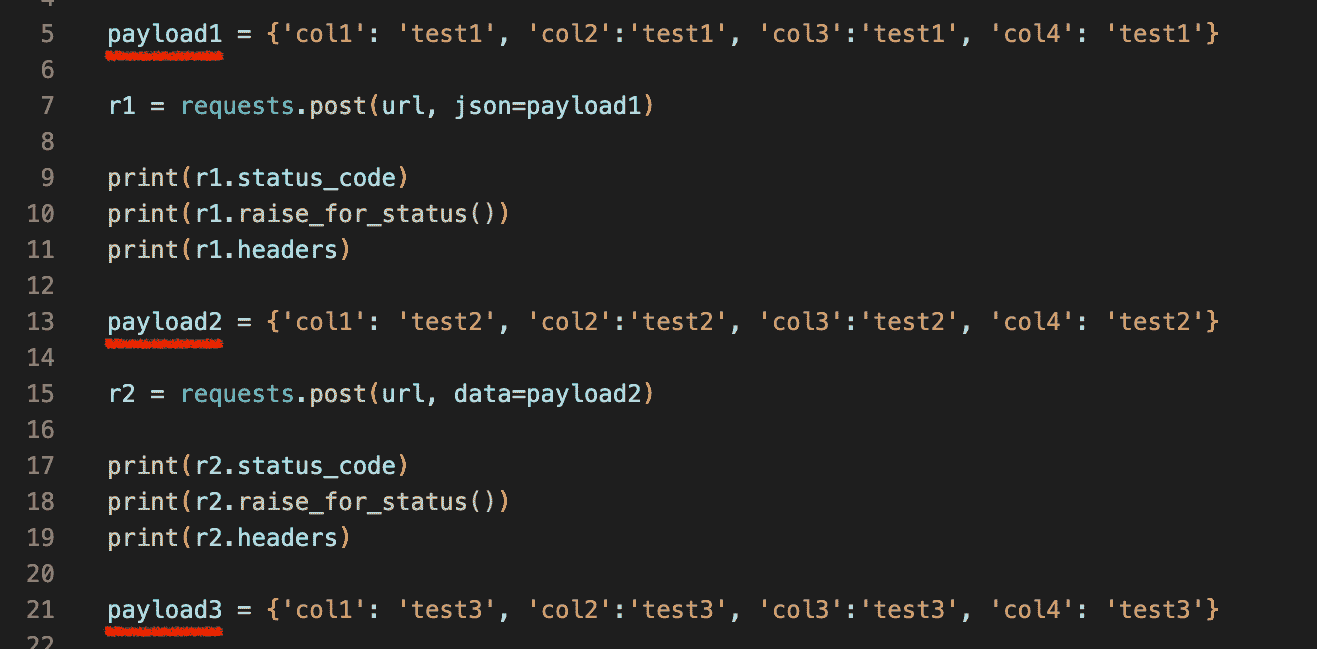 5 payload1 = {'col1': 'test1', 'col2':'test1', 'col3':'test1', 'col4': 'test1'}
6
7 r1 = requests.post(url, json=payload1)
8
9 print(r1.status_code)
10 print(r1.raise_for_status())
11 print(r1.headers)
12
13 payload2 = {'col1': 'test2', 'col2':'test2', 'col3':'test2', 'col4': 'test2'}
14
15 r2 = requests.post(url, data=payload2)
16
17 print(r2.status_code)
18 print(r2.raise_for_status())
19 print(r2.headers)
20
21 payload3 = {'col1': 'test3', 'col2':'test3', 'col3':'test3', 'col4': 'test3'}
22